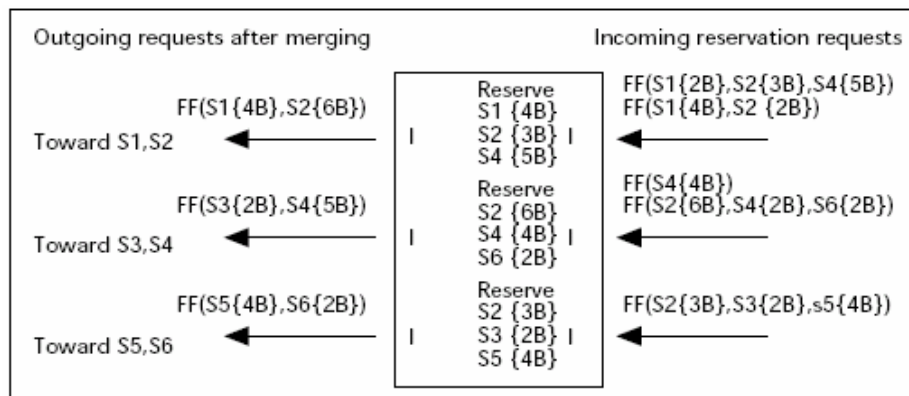 Outgoing requests after merging
Incoming reservation requests
FF(S1{4B},S2{6B})
Toward S1,S2
Reserve
S1 {4B}
S2 {3B}
S4 {5B}
FF(S1{2B},S2{3B},S4{5B})
FF(S1{4B},S2 {2B})
FF(S3{2B},S4{5B})
Toward S3,S4
Reserve
S2 {6B}
S4 {4B}
S6 {2B}
FF(S4{4B})
FF(S2{6B},S4{2B},S6{2B})
FF(S5{4B},S6{2B})
Toward S5,S6
Reserve
S2 {3B}
S3 {2B}
S5 {4B}
FF(S2{3B},S3{2B},s5{4B})